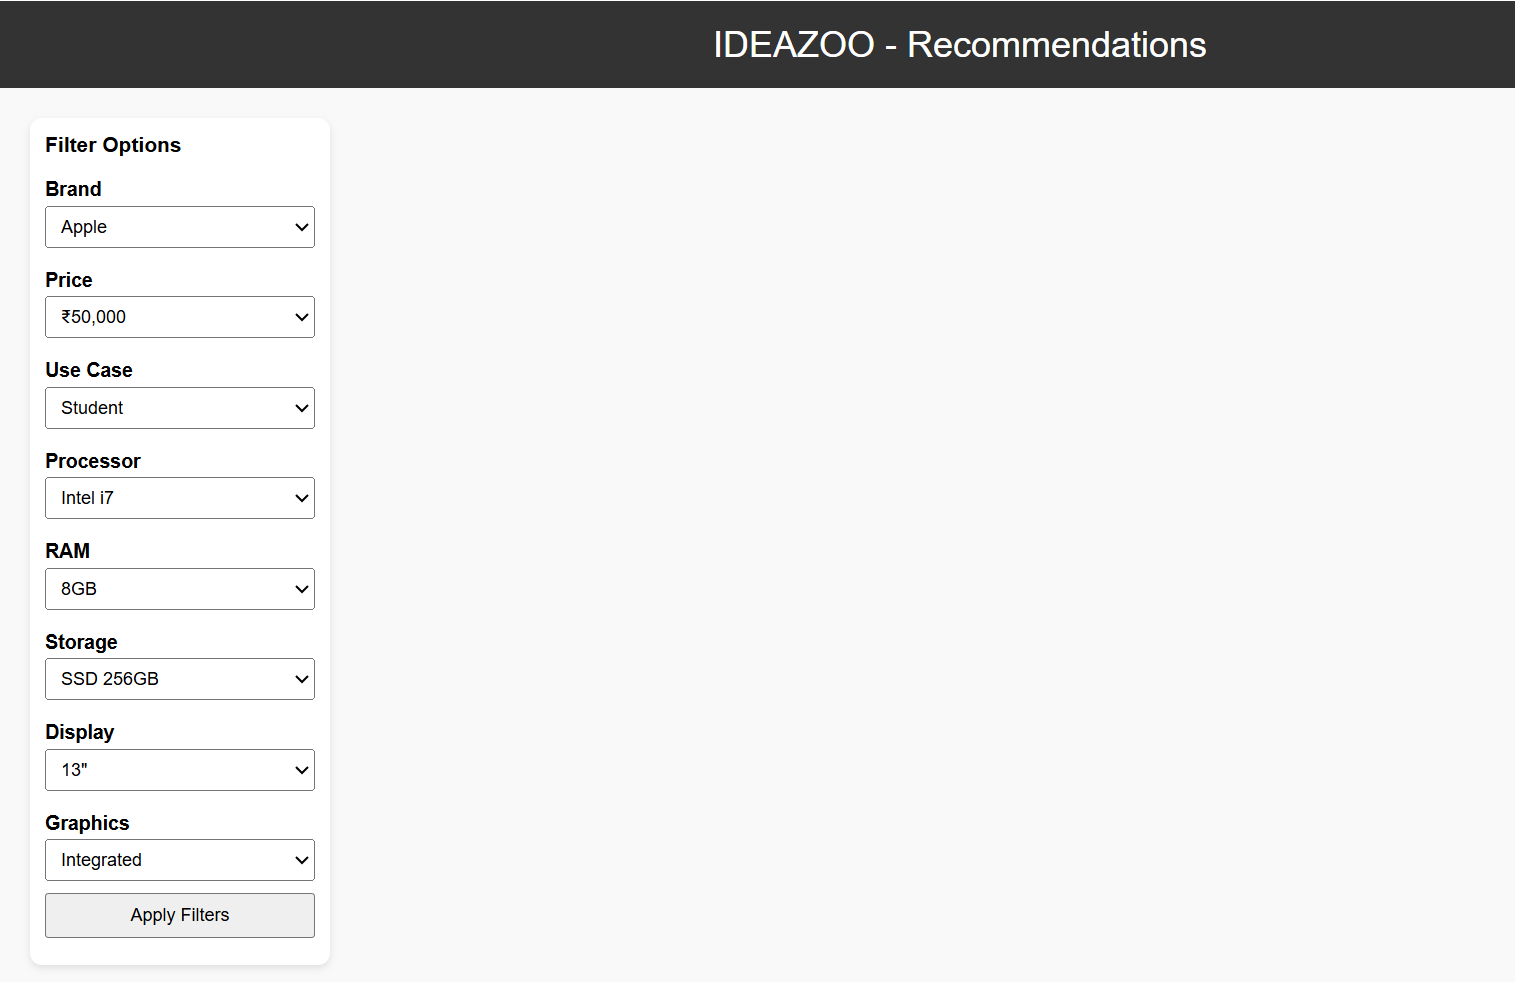 IDEAZOO - Recommendations
Filter Options
Brand
Apple
Price
₹50,000
Use Case
Student
Processor
Intel i7
RAM
8GB
Storage
SSD 256GB
Display
13"
Graphics
Integrated
Apply Filters